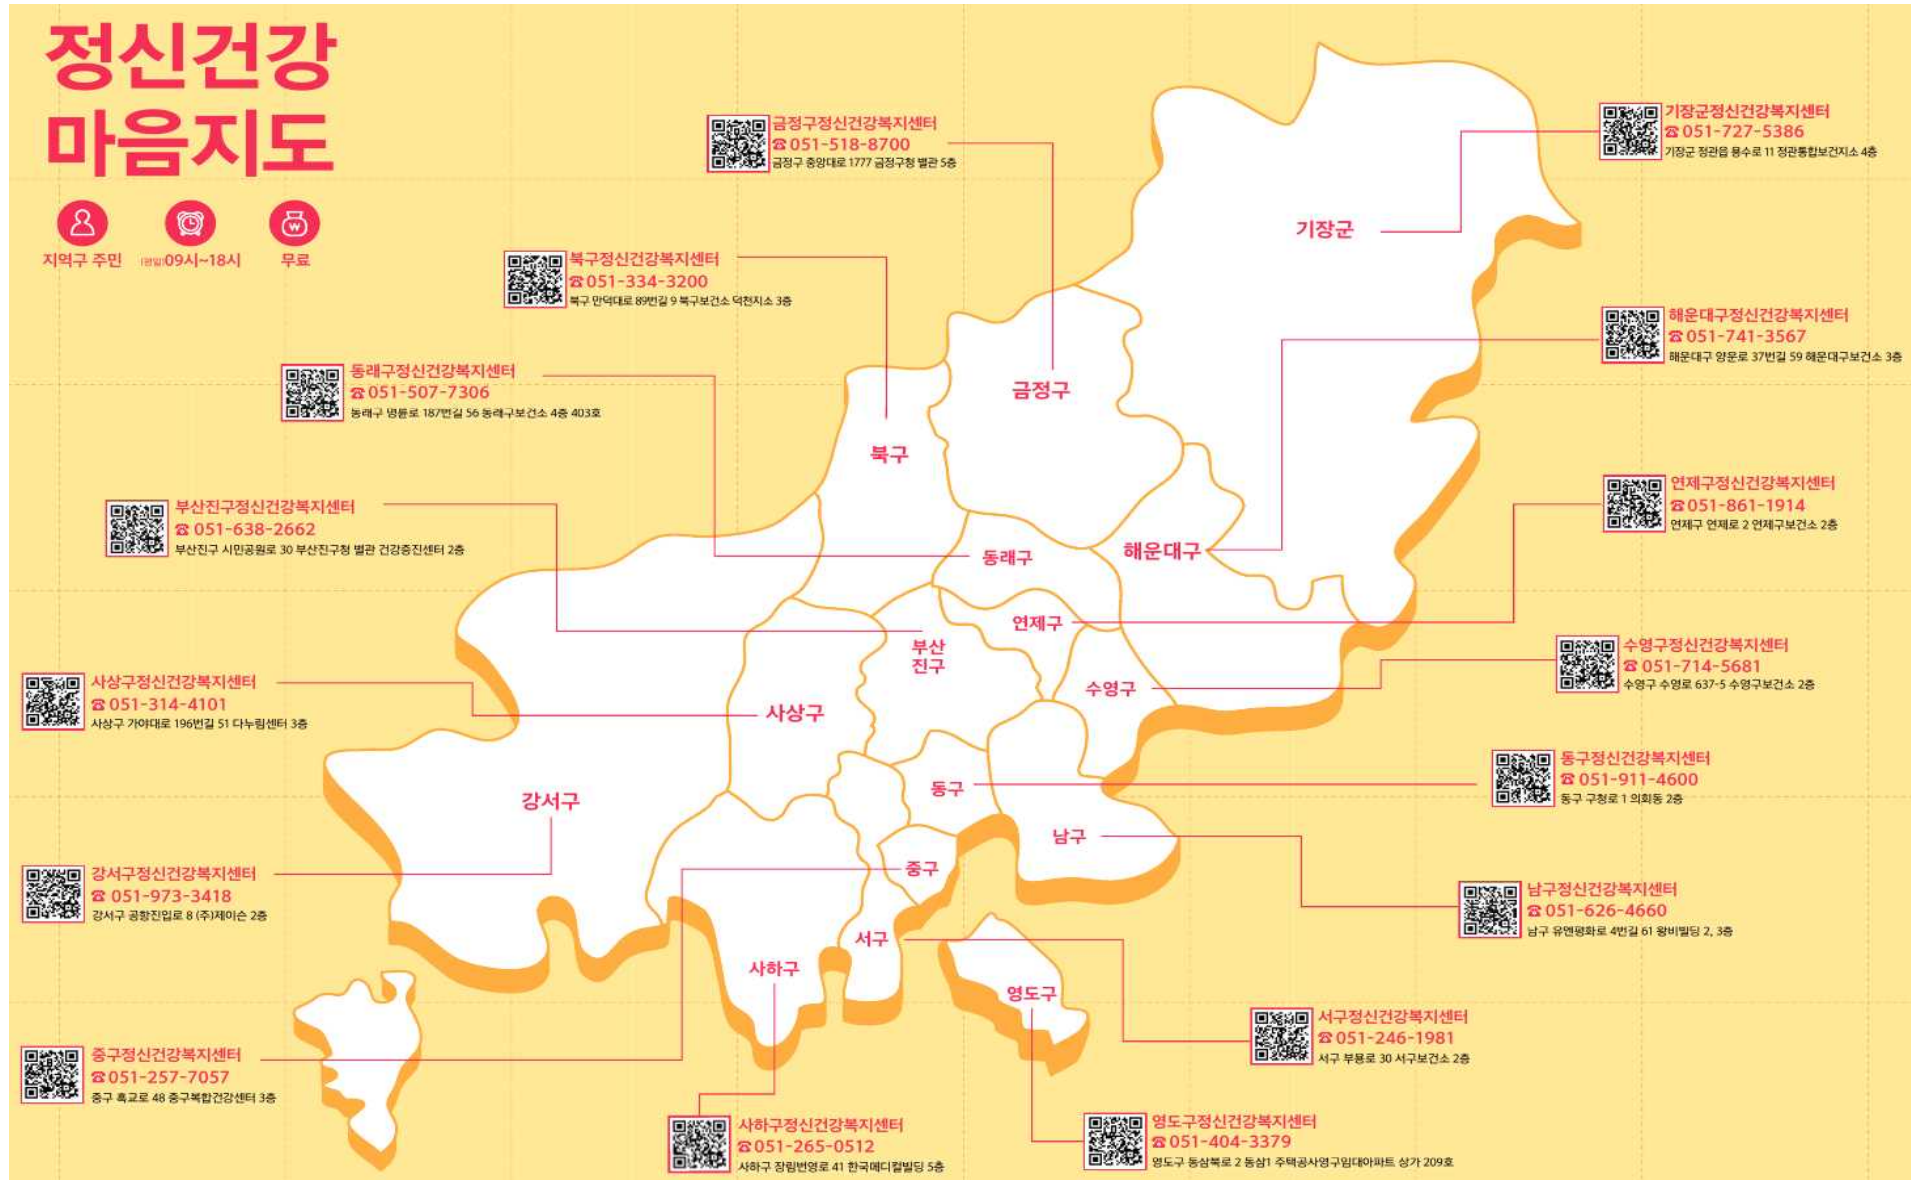 정신건강
마음지도
지역구 주민
(평일)09시~18시
무료
금정구정신건강복지센터
☎051-518-8700
금정구 중앙대로 1777 금정구청 별관 5층
기장군정신건강복지센터
☎051-727-5386
기장군 정관읍 용수로 11 정관통합보건지소 4층
북구정신건강복지센터
☎051-334-3200
북구 만덕대로 89번길 9 북구보건소 덕천지소 3층
해운대구정신건강복지센터
☎051-741-3567
해운대구 양운로 37번길 59 해운대구보건소 3층
동래구정신건강복지센터
☎051-507-7306
동래구 명륜로 187번길 56 동래구보건소 4층 403호
연제구정신건강복지센터
☎051-861-1914
연제구 연제로 2 연제구보건소 2층
부산진구정신건강복지센터
☎051-638-2662
부산진구 시민공원로 30 부산진구청 별관 건강증진센터 2층
수영구정신건강복지센터
☎051-714-5681
수영구 수영로 637-5 수영구보건소 2층
사상구정신건강복지센터
☎051-314-4101
사상구 가야대로 196번길 51 다누림센터 3층
동구정신건강복지센터
☎051-911-4600
동구 구청로 1 의회동 2층
강서구정신건강복지센터
☎051-973-3418
강서구 공항진입로 8 (주)제이슨 2층
남구정신건강복지센터
☎051-626-4660
남구 유엔평화로 4번길 61 왕비빌딩 2, 3층
중구정신건강복지센터
☎051-257-7057
중구 흑교로 48 중구복합건강센터 3층
서구정신건강복지센터
☎051-246-1981
서구 부용로 30 서구보건소 2층
사하구정신건강복지센터
☎051-265-0512
사하구 장림번영로 41 한국메디컬빌딩 5층
영도구정신건강복지센터
☎051-404-3379
영도구 동삼북로 2 동삼1 주택공사영구임대아파트 상가 209호
기장군
금정구
북구
동래구
해운대구
연제구
부산
진구
수영구
사상구
동구
강서구
남구
중구
서구
사하구
영도구